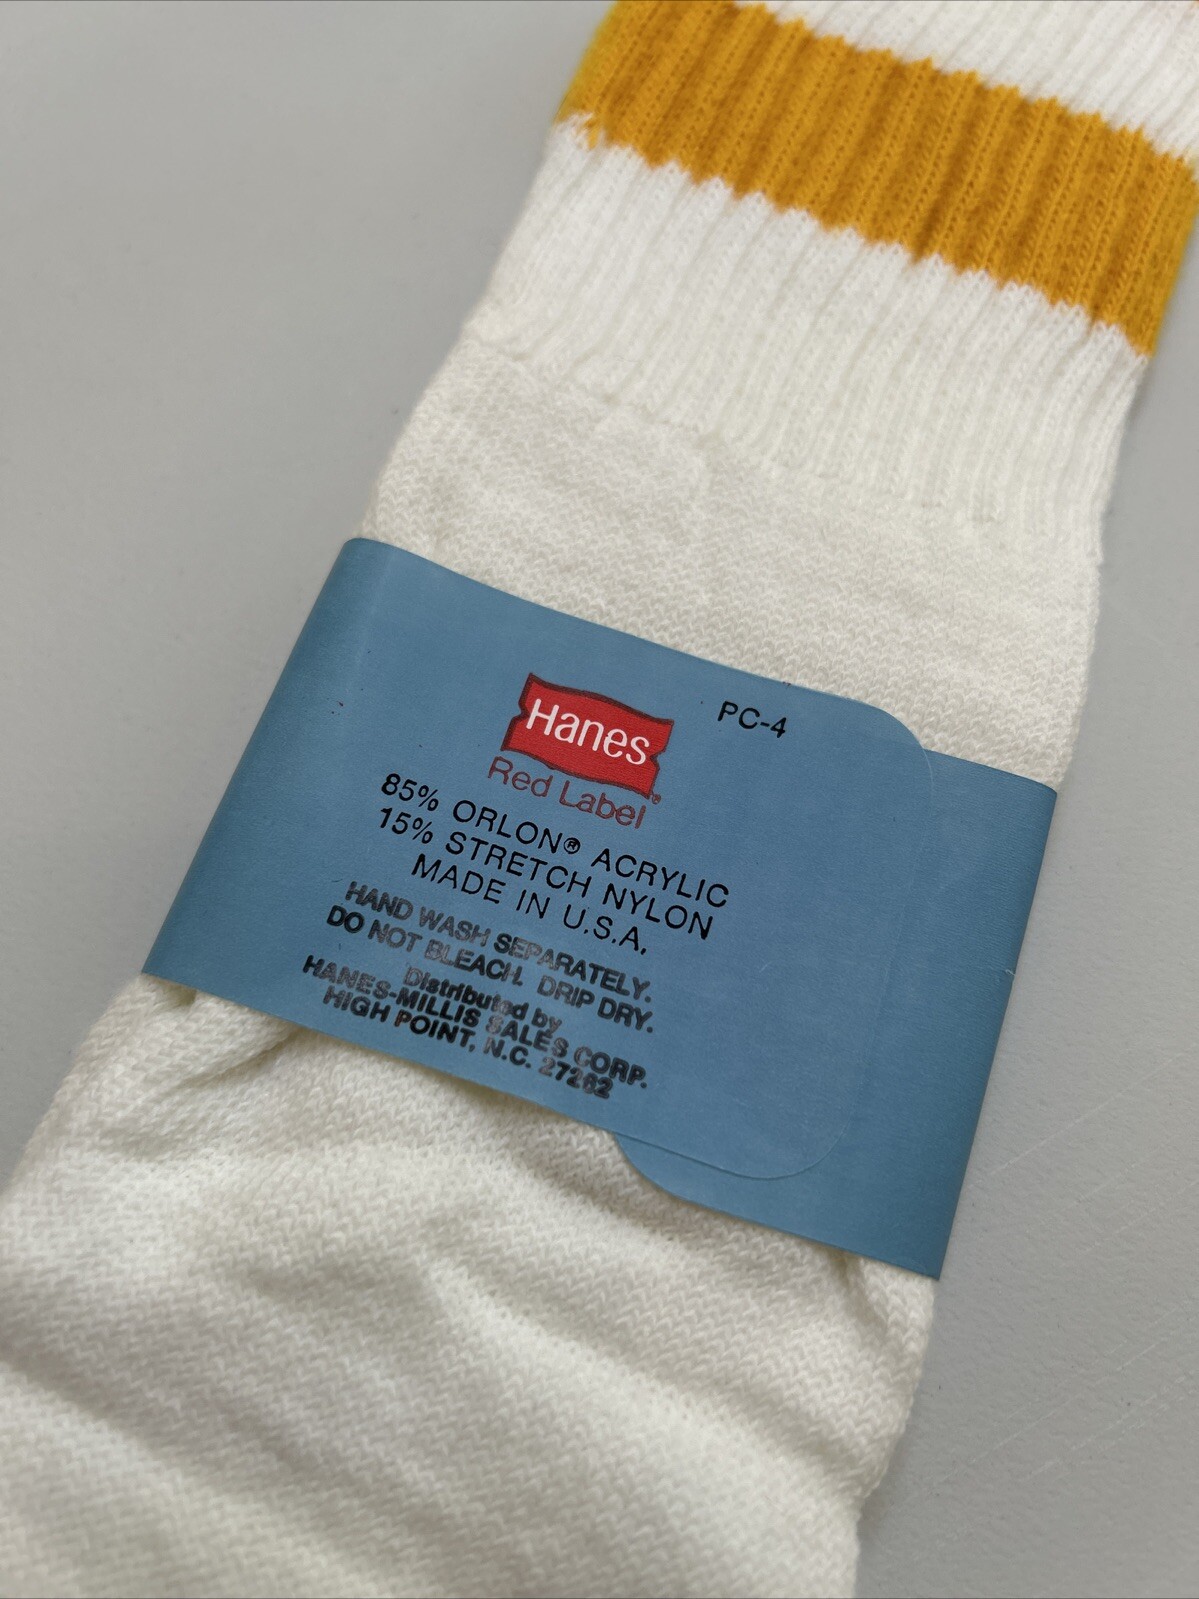 PC-4
Hanes
Red Label®
85% ORLON® ACRYLIC
15% STRETCH NYLON
MADE IN U.S.A.
HAND WASH SEPARATELY.
DO NOT BLEACH. DRIP DRY.
Distributed by
HANES-MILLIS SALES CORP.
HIGH POINT, N.C. 27262